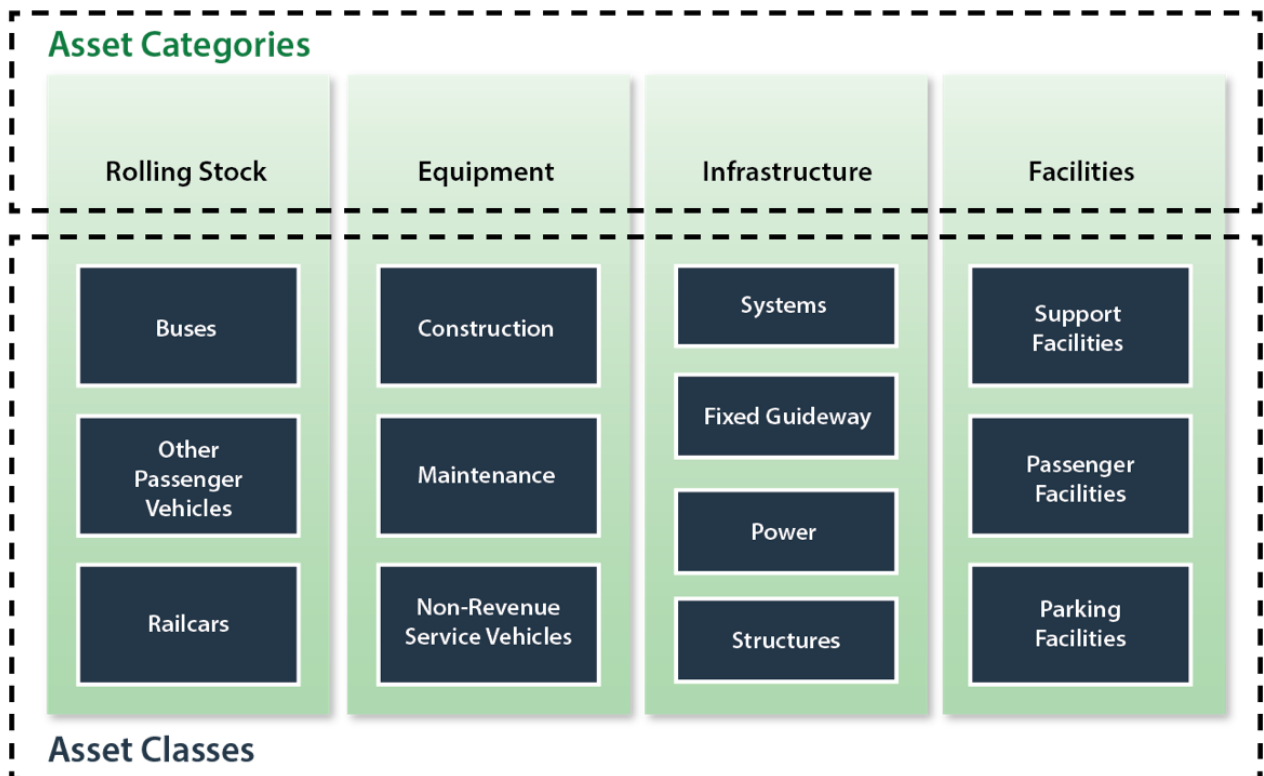 Asset Categories
Rolling Stock
Equipment
Infrastructure
Facilities
Buses
Other
Passenger
Vehicles
Railcars
Construction
Maintenance
Non-Revenue
Service Vehicles
Systems
Fixed Guideway
Power
Structures
Support
Facilities
Passenger
Facilities
Parking
Facilities
Asset Classes